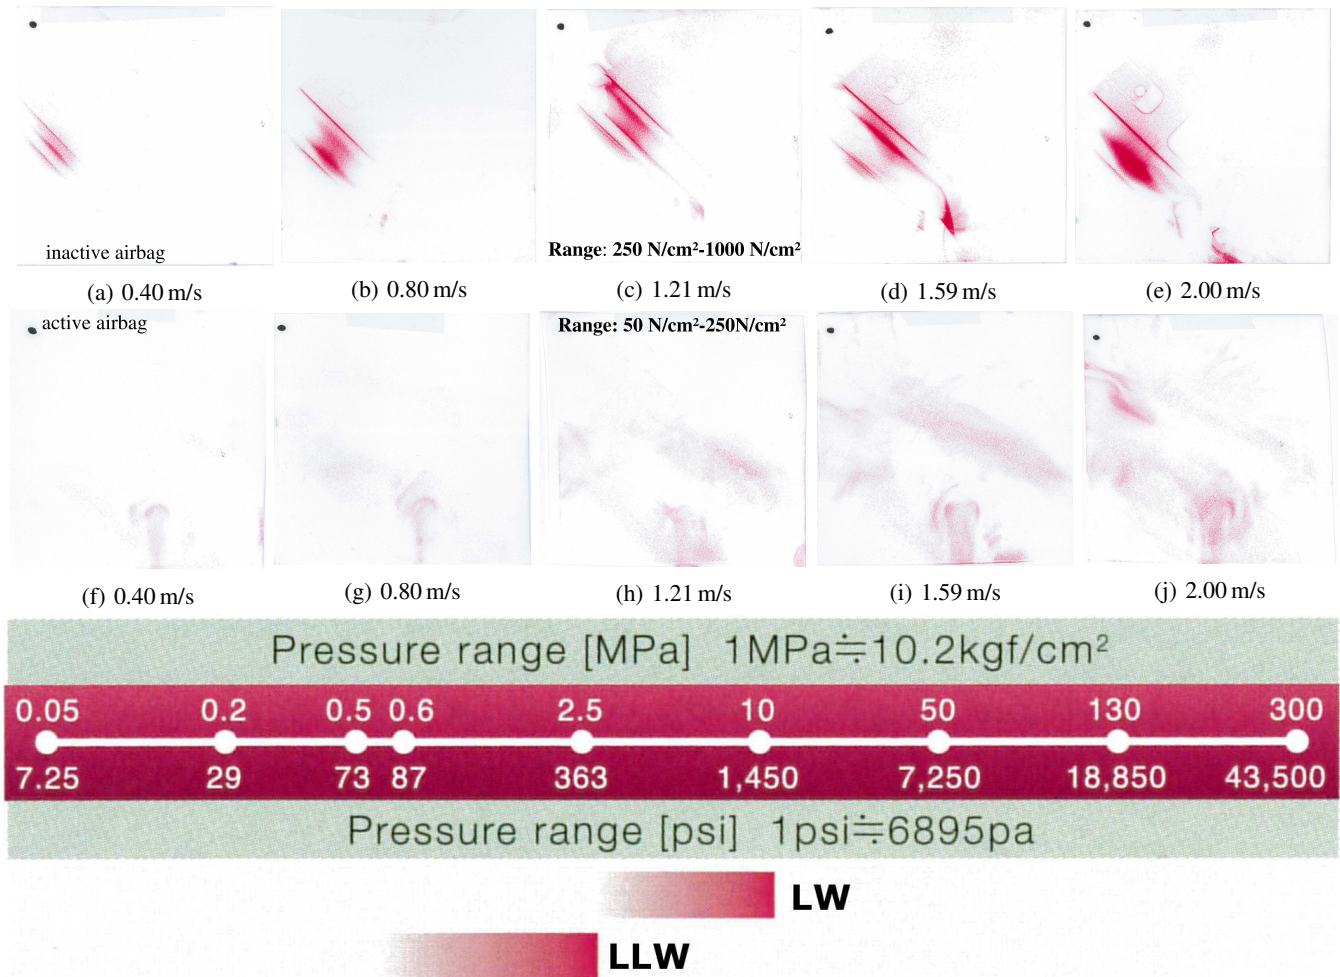 inactive airbag
Range: 250 N/cm²-1000 N/cm²
(a) 0.40 m/s
(b) 0.80 m/s
(c) 1.21 m/s
(d) 1.59 m/s
(e) 2.00 m/s
active airbag
Range: 50 N/cm²-250N/cm²
(f) 0.40 m/s
(g) 0.80 m/s
(h) 1.21 m/s
(i) 1.59 m/s
(j) 2.00 m/s
Pressure range [MPa] 1MPa≒10.2kgf/cm²
0.05 0.2 0.5 0.6 2.5 10 50 130 300
7.25 29 73 87 363 1,450 7,250 18,850 43,500
Pressure range [psi] 1psi≒6895pa
LW
LLW